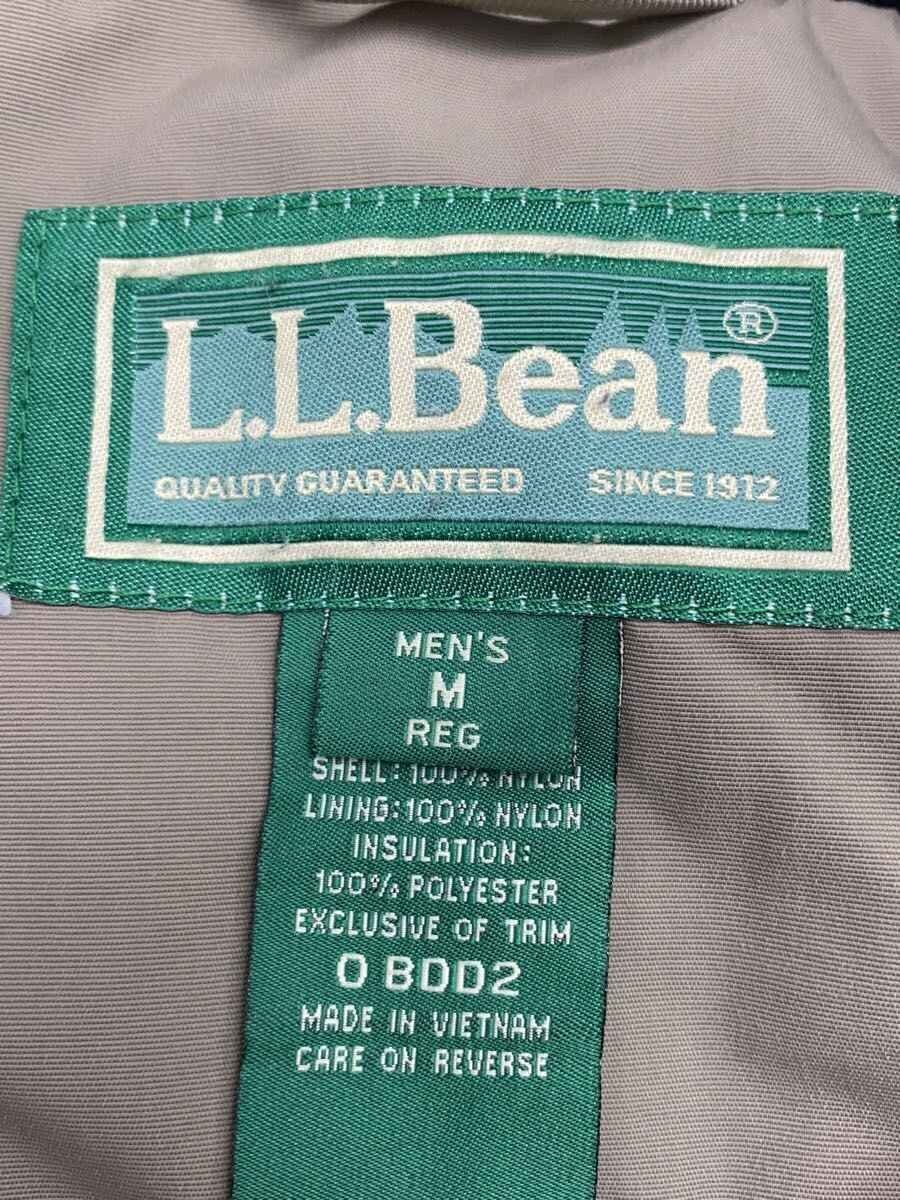 L.L.Bean®
QUALITY GUARANTEED SINCE 1912
MEN'S
M
REG
SHELL: 100% NYLON
LINING: 100% NYLON
INSULATION:
100% POLYESTER
EXCLUSIVE OF TRIM
0 BDD2
MADE IN VIETNAM
CARE ON REVERSE